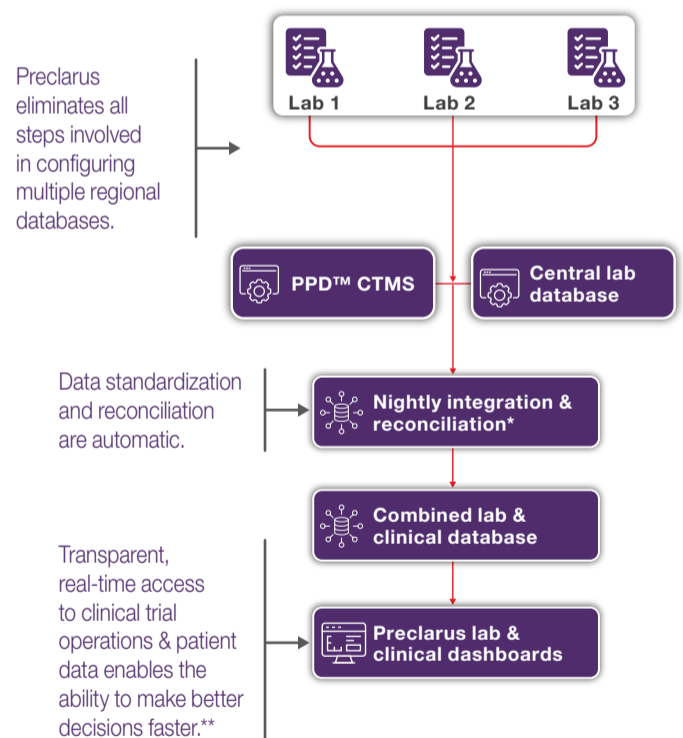 Lab 1
Lab 2
Lab 3
Preclarus
eliminates all
steps involved
in configuring
multiple regional
databases.
PPD™ CTMS
Central lab
database
Data standardization
and reconciliation
are automatic.
Nightly integration &
reconciliation*
Combined lab &
clinical database
Transparent,
real-time access
to clinical trial
operations & patient
data enables the
ability to make better
decisions faster.**
Preclarus lab &
clinical dashboards